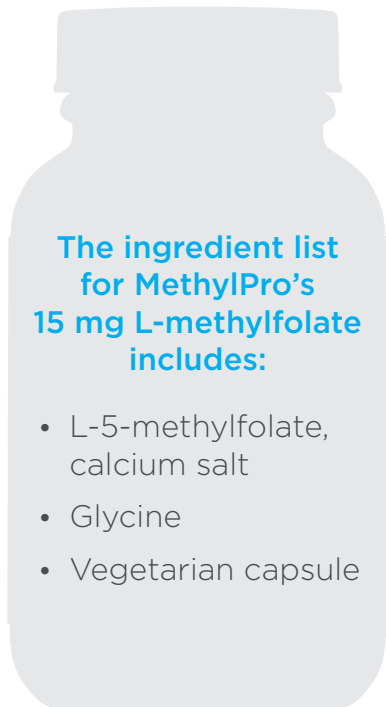 The ingredient list
for MethylPro’s
15 mg L-methylfolate
includes:
• L-5-methylfolate,
calcium salt
• Glycine
• Vegetarian capsule